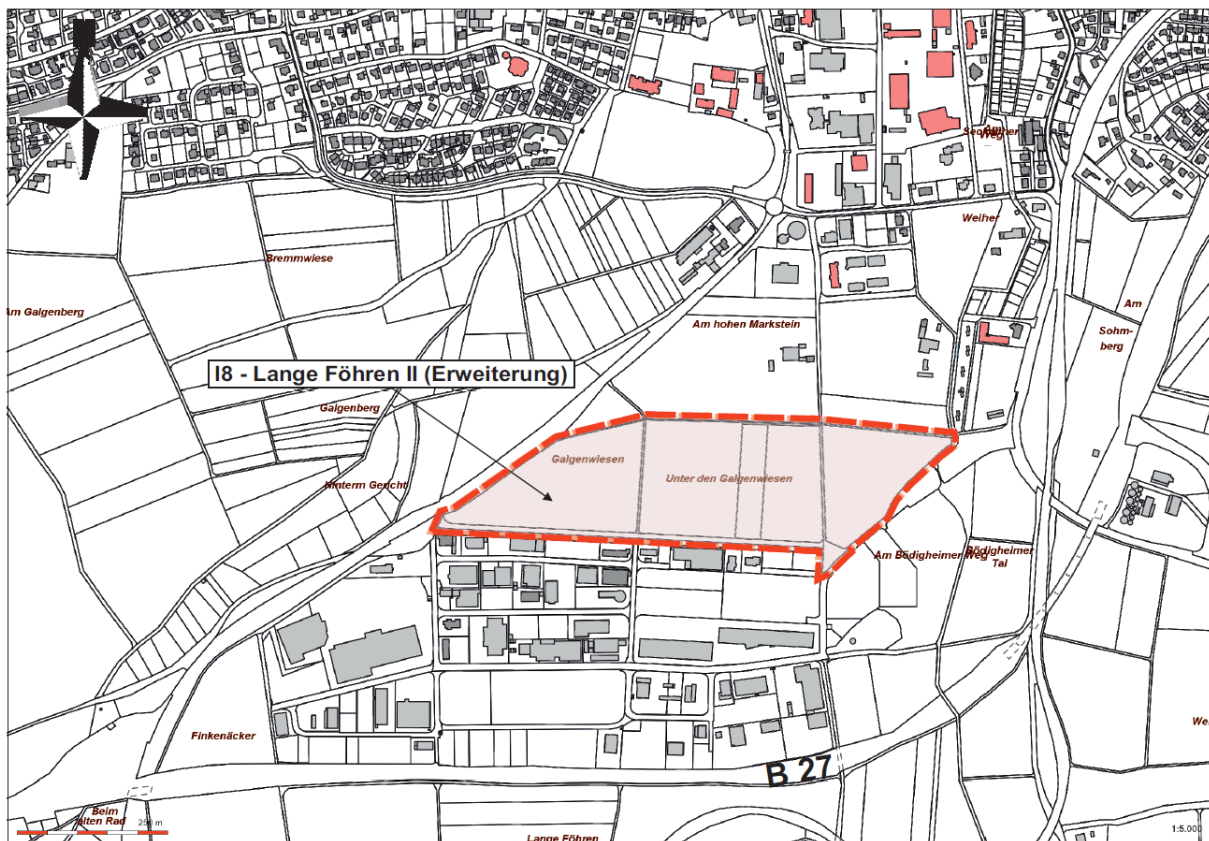 Weg
Weiher
Bremmwiese
Am Galgenberg
Am hohen Markstein
Am
Sohm-
berg
I8 - Lange Föhren II (Erweiterung)
Galgenberg
Galgenwiesen
Unter den Galgenwiesen
Hinterm Gericht
Am Bödigheimer Weg
Bödigheimer
Tal
Finkenäcker
B 27
Beim
alten Rad
250 m
Lange Föhren
1:5.000